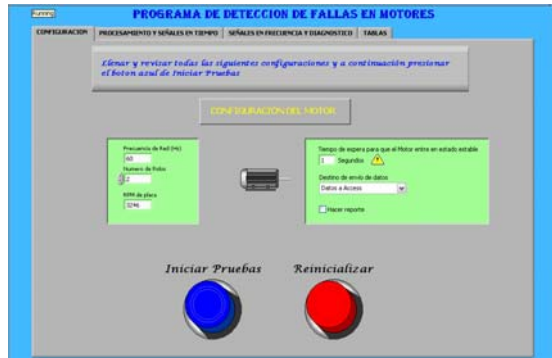 Running
PROGRAMA DE DETECCION DE FALLAS EN MOTORES
CONFIGURACION PROCESAMIENTO Y SEÑALES EN TIEMPO SEÑALES EN FRECUENCIA Y DIAGNOSTICO TABLAS
Llenar y revisar todas las siguientes configuraciones y a continuación presionar
el boton azul de Iniciar Pruebas
CONFIGURACIÓN DEL MOTOR
Frecuencia de Red (Hz)
60
Numero de Polos
2
RPM de placa
3246
Tiempo de espera para que el Motor entre en estado estable
1 Segundos
Destino de envío de datos
Datos a Access
Hacer reporte
Iniciar Pruebas Reinicializar